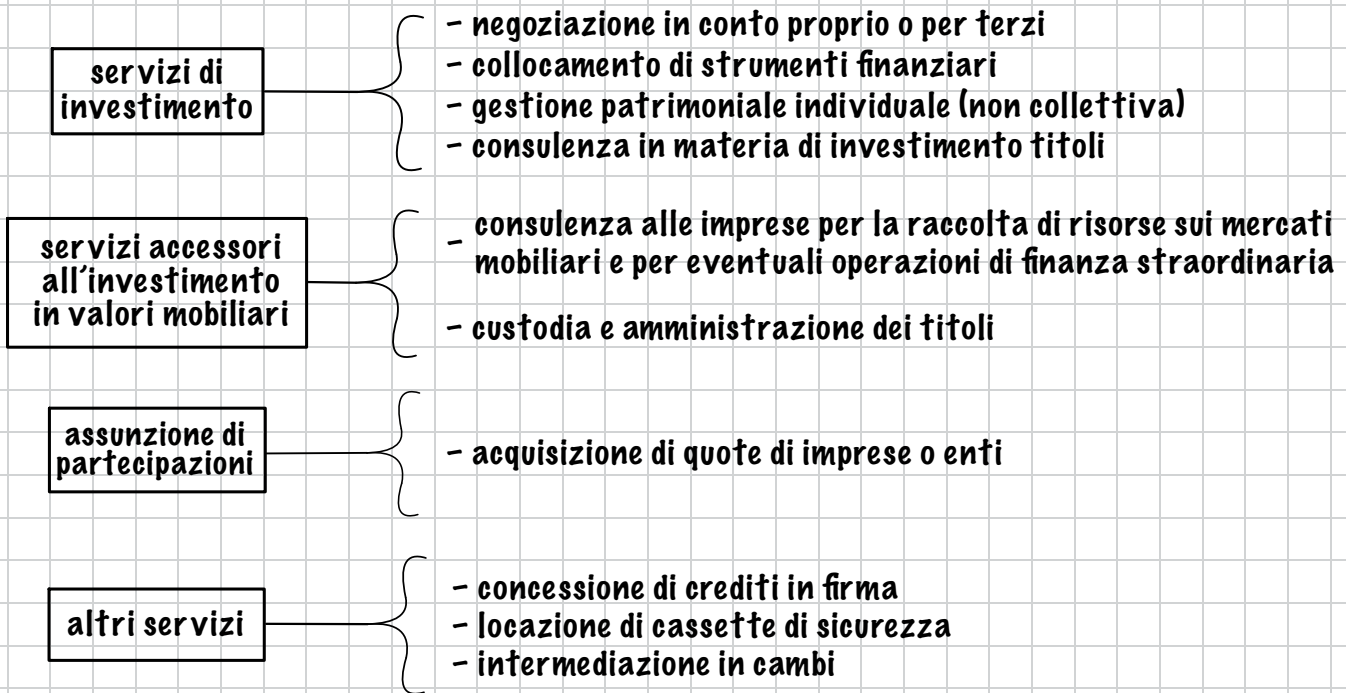 servizi di
investimento
– negoziazione in conto proprio o per terzi
– collocamento di strumenti finanziari
– gestione patrimoniale individuale (non collettiva)
– consulenza in materia di investimento titoli
servizi accessori
all'investimento
in valori mobiliari
– consulenza alle imprese per la raccolta di risorse sui mercati
mobiliari e per eventuali operazioni di finanza straordinaria
– custodia e amministrazione dei titoli
assunzione di
partecipazioni
– acquisizione di quote di imprese o enti
altri servizi
– concessione di crediti in firma
– locazione di cassette di sicurezza
– intermediazione in cambi